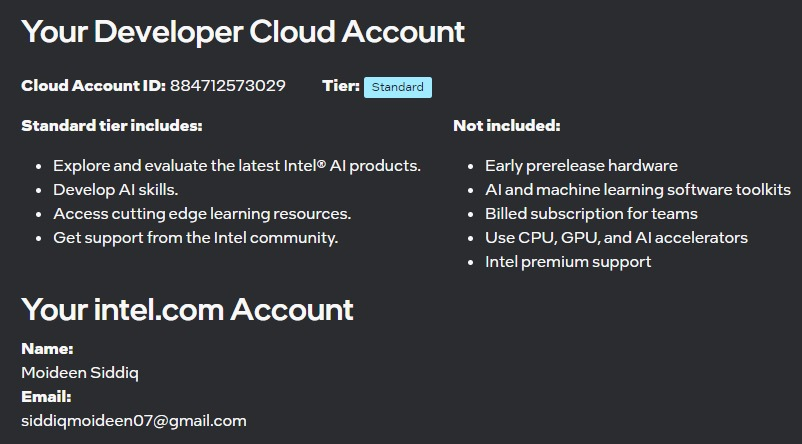 Your Developer Cloud Account
Cloud Account ID: 884712573029 Tier: Standard
Standard tier includes:
Explore and evaluate the latest Intel® AI products.
Develop AI skills.
Access cutting edge learning resources.
Get support from the Intel community.
Not included:
Early prerelease hardware
AI and machine learning software toolkits
Billed subscription for teams
Use CPU, GPU, and AI accelerators
Intel premium support
Your intel.com Account
Name:
Moideen Siddiq
Email:
siddiqmoideen07@gmail.com